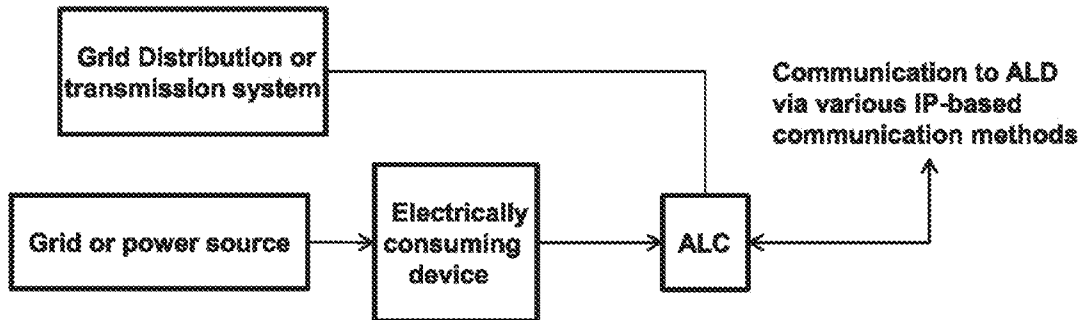 Grid Distribution or
transmission system
Communication to ALD
via various IP-based
communication methods
Grid or power source
Electrically
consuming
device
ALC